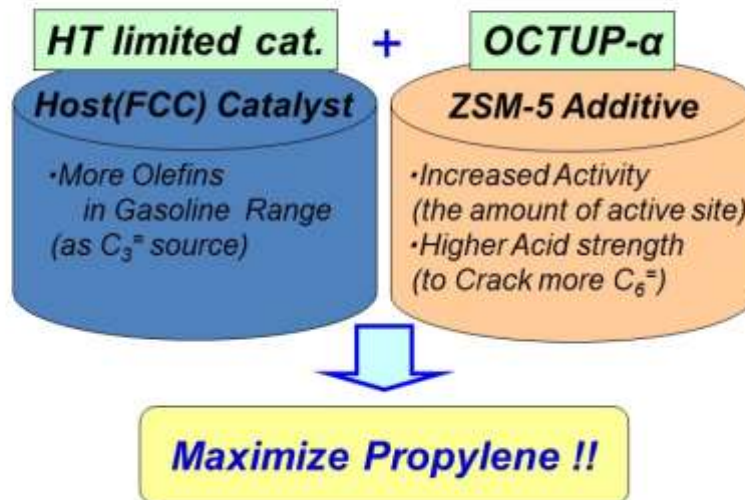 HT limited cat.
+
OCTUP-α
Host(FCC) Catalyst
・More Olefins
in Gasoline Range
(as C₃⁼ source)
ZSM-5 Additive
・Increased Activity
(the amount of active site)
・Higher Acid strength
(to Crack more C₆⁼)
Maximize Propylene !!